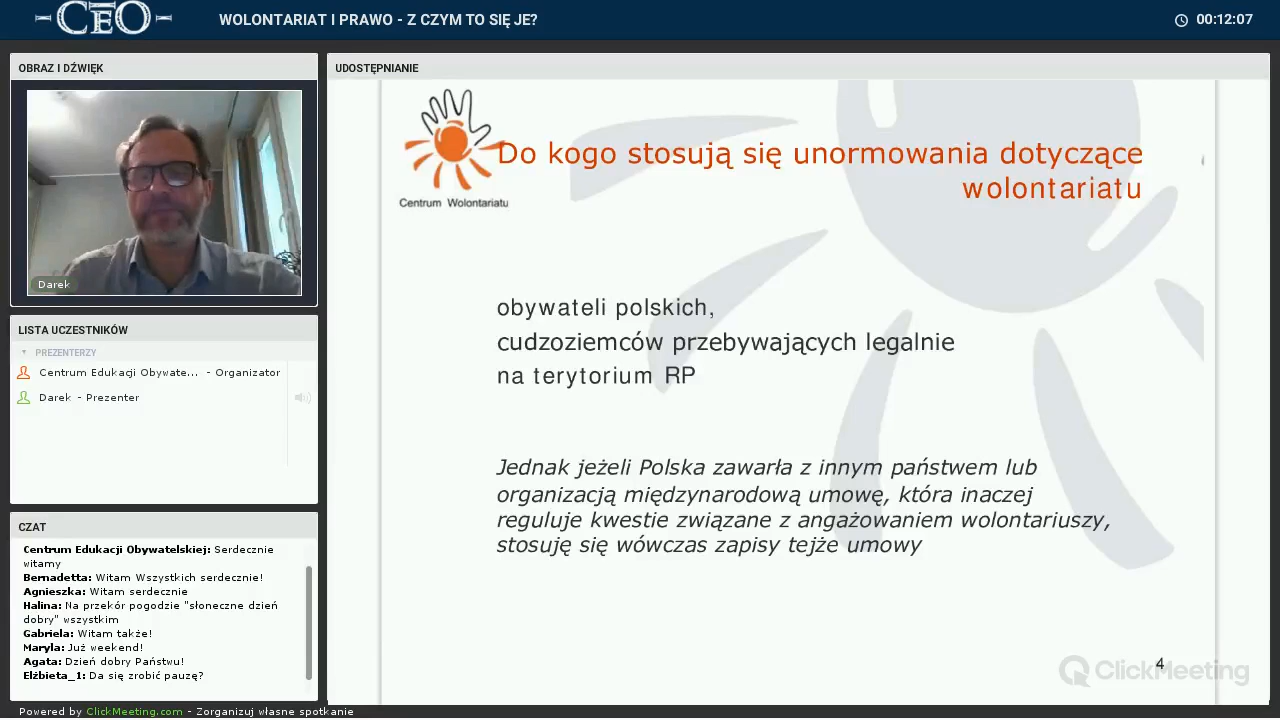 CEO
WOLONTARIAT I PRAWO - Z CZYM TO SIĘ JE?
00:12:07
OBRAZ I DŹWIĘK
Darek
LISTA UCZESTNIKÓW
PREZENTERZY
Centrum Edukacji Obywate... - Organizator
Darek - Prezenter
CZAT
Centrum Edukacji Obywatelskiej: Serdecznie
witamy
Bernadetta: Witam Wszystkich serdecznie!
Agnieszka: Witam serdecznie
Halina: Na przekór pogodzie "słoneczne dzień
dobry" wszystkim
Gabriela: Witam także!
Maryla: Już weekend!
Agata: Dzień dobry Państwu!
Elżbieta_1: Da się zrobić pauzę?
UDOSTĘPNIANIE
Centrum Wolontariatu
Do kogo stosują się unormowania dotyczące
wolontariatu
obywateli polskich,
cudzoziemców przebywających legalnie
na terytorium RP
Jednak jeżeli Polska zawarła z innym państwem lub
organizacją międzynarodową umowę, która inaczej
reguluje kwestie związane z angażowaniem wolontariuszy,
stosuję się wówczas zapisy tejże umowy
4
ClickMeeting
Powered by ClickMeeting.com - Zorganizuj własne spotkanie